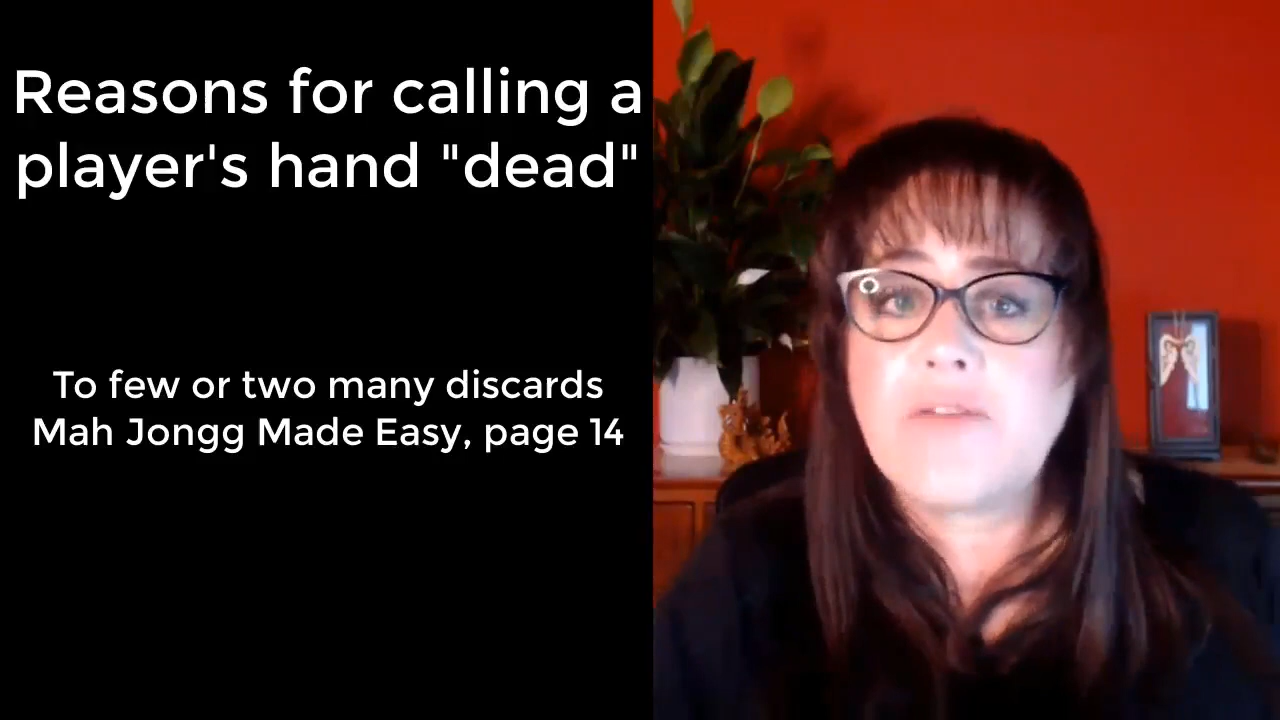 Reasons for calling a
player's hand "dead"
To few or two many discards
Mah Jongg Made Easy, page 14